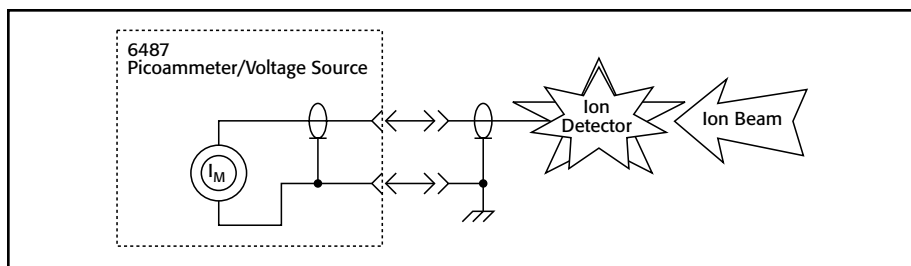 6487
Picoammeter/Voltage Source
I_M
Ion
Detector
Ion Beam